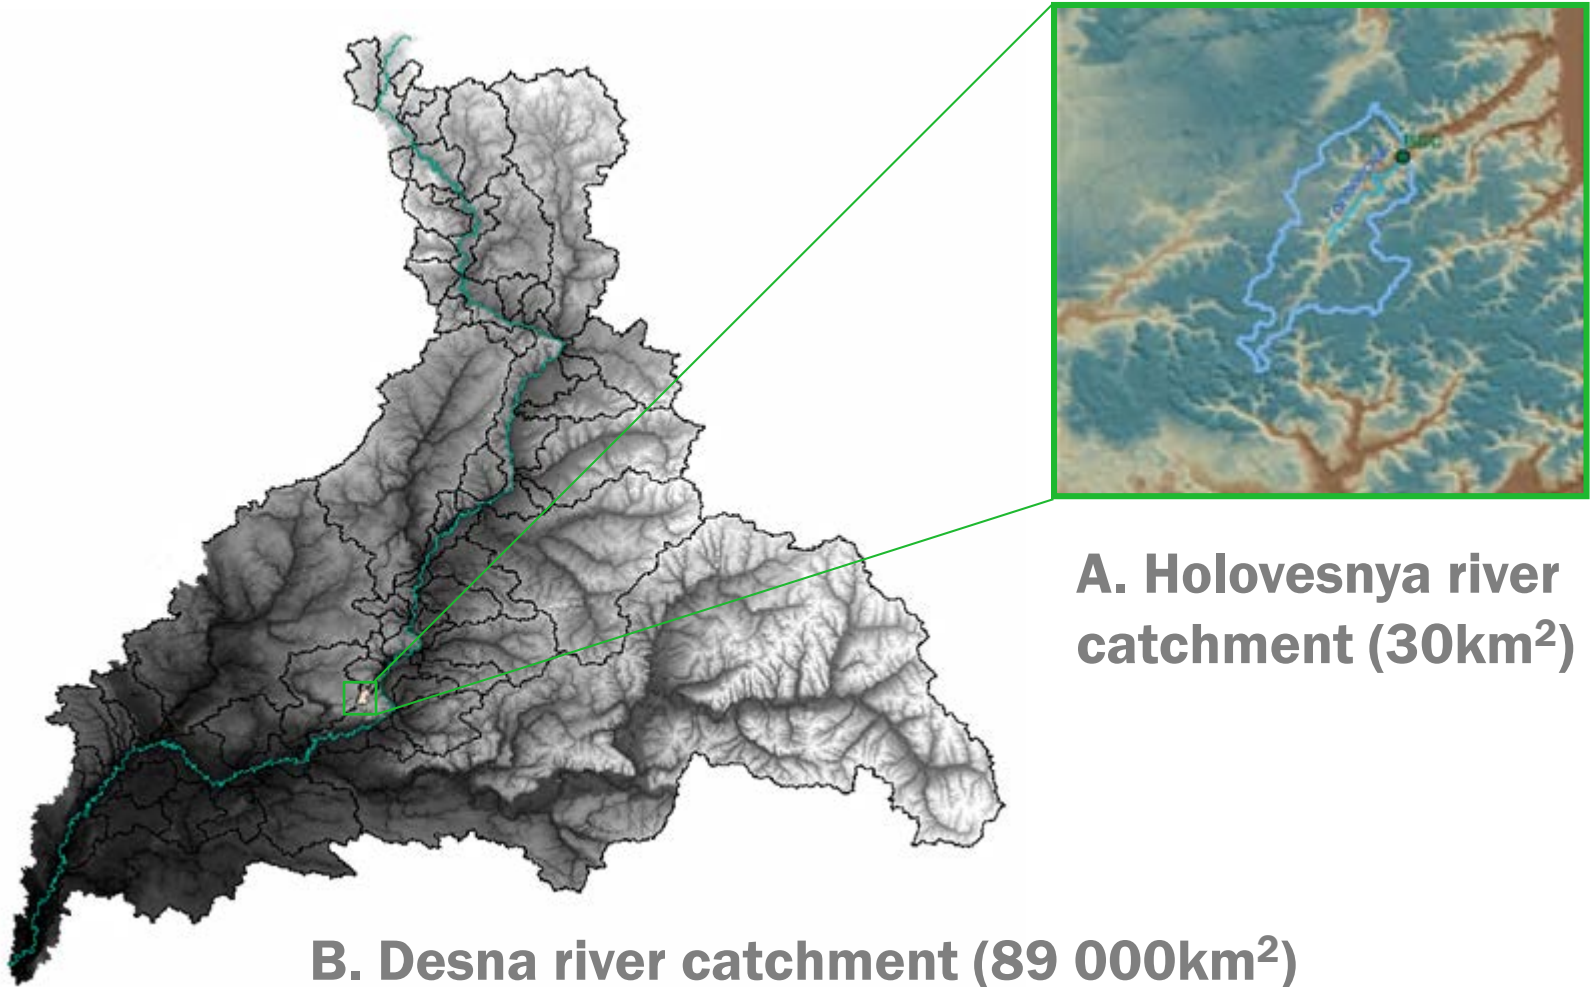 A. Holovesnya river
catchment (30km²)
B. Desna river catchment (89 000km²)